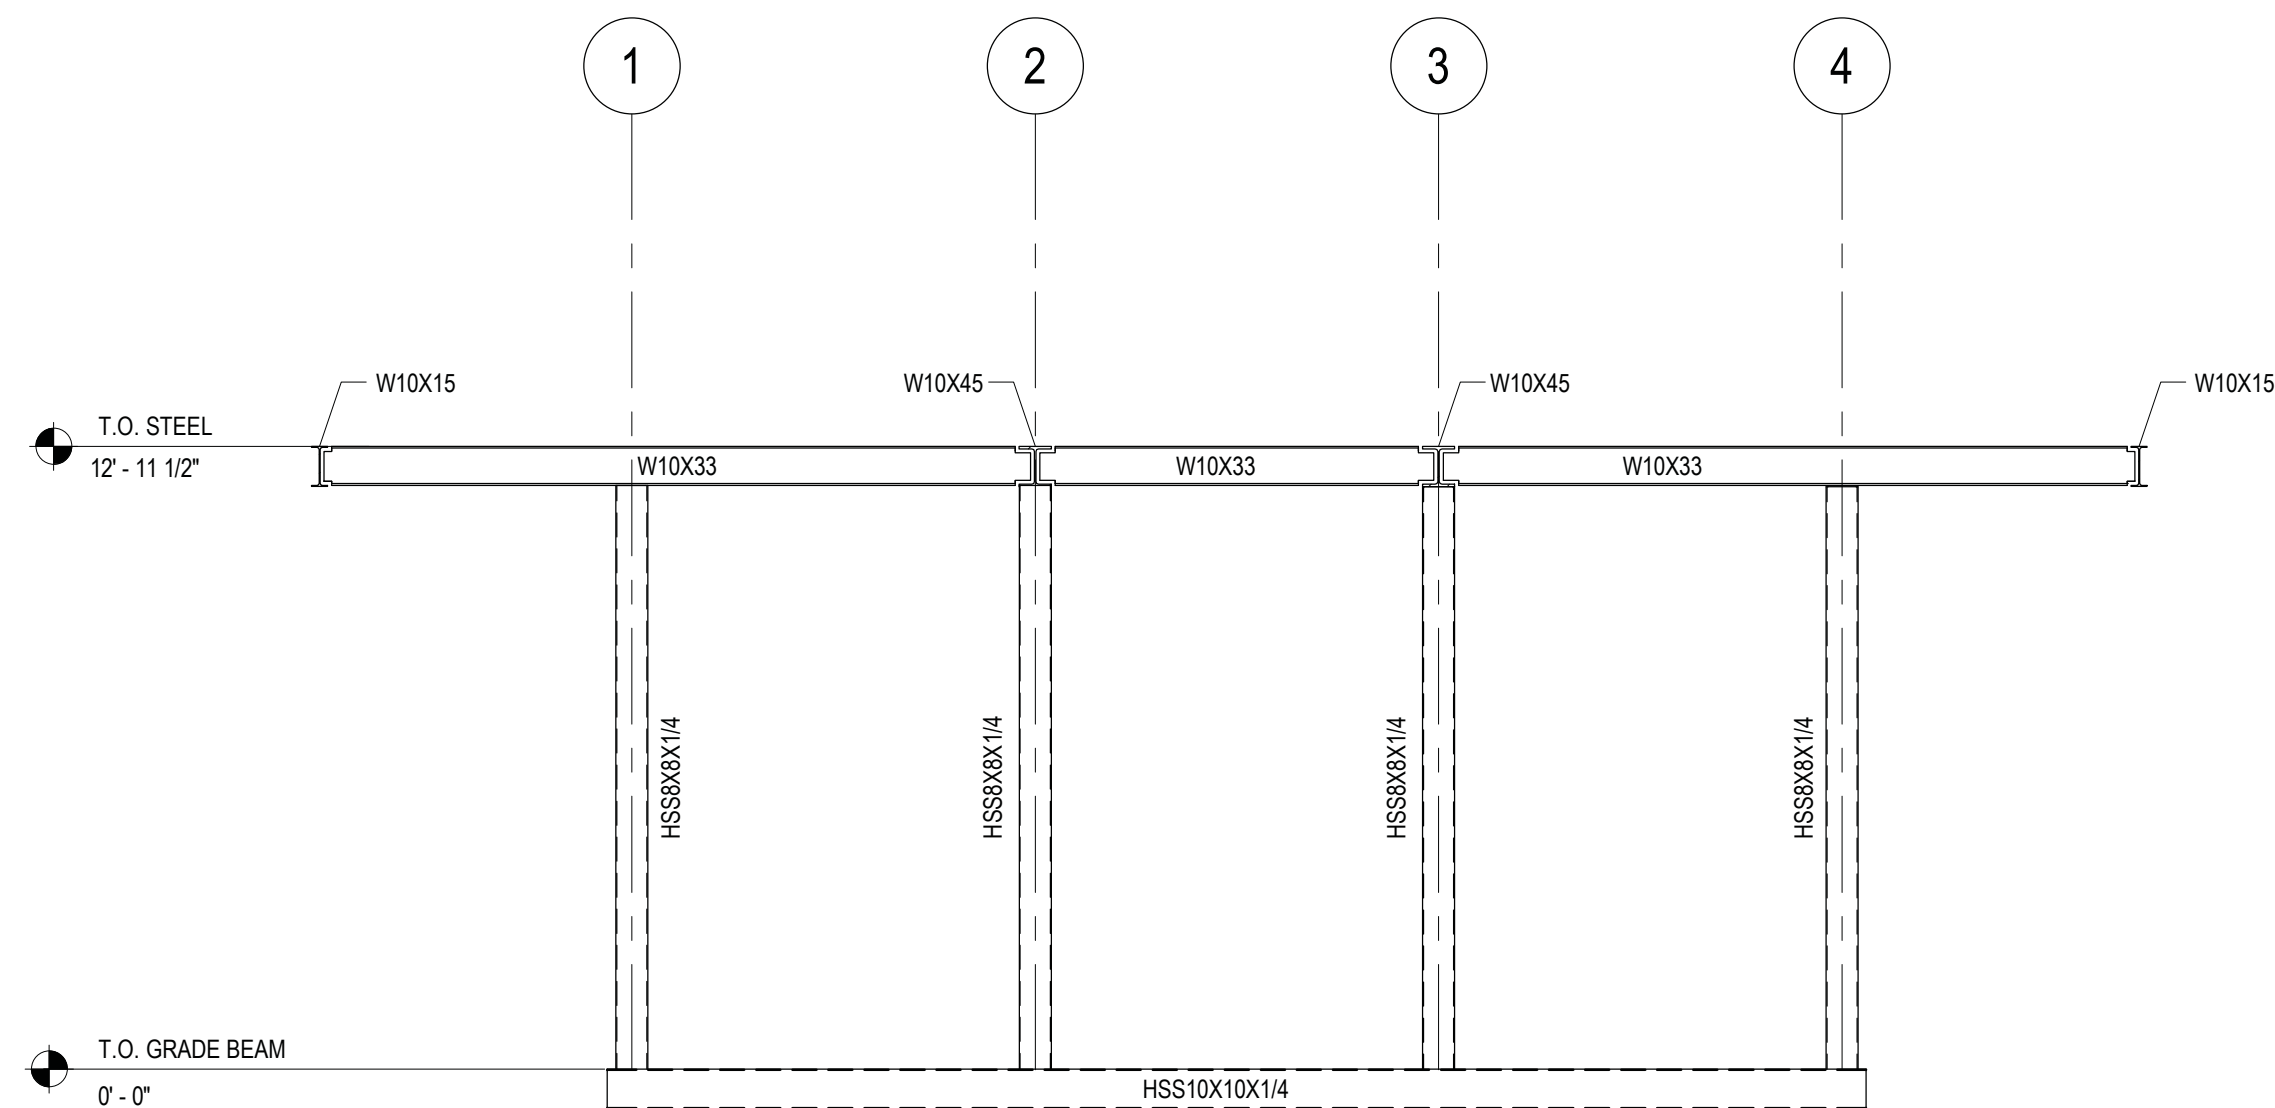 1
2
3
4
W10X15
W10X45
W10X45
W10X15
T.O. STEEL
12' - 11 1/2"
W10X33
W10X33
W10X33
HSS8X8X1/4
HSS8X8X1/4
HSS8X8X1/4
HSS8X8X1/4
T.O. GRADE BEAM
0' - 0"
HSS10X10X1/4